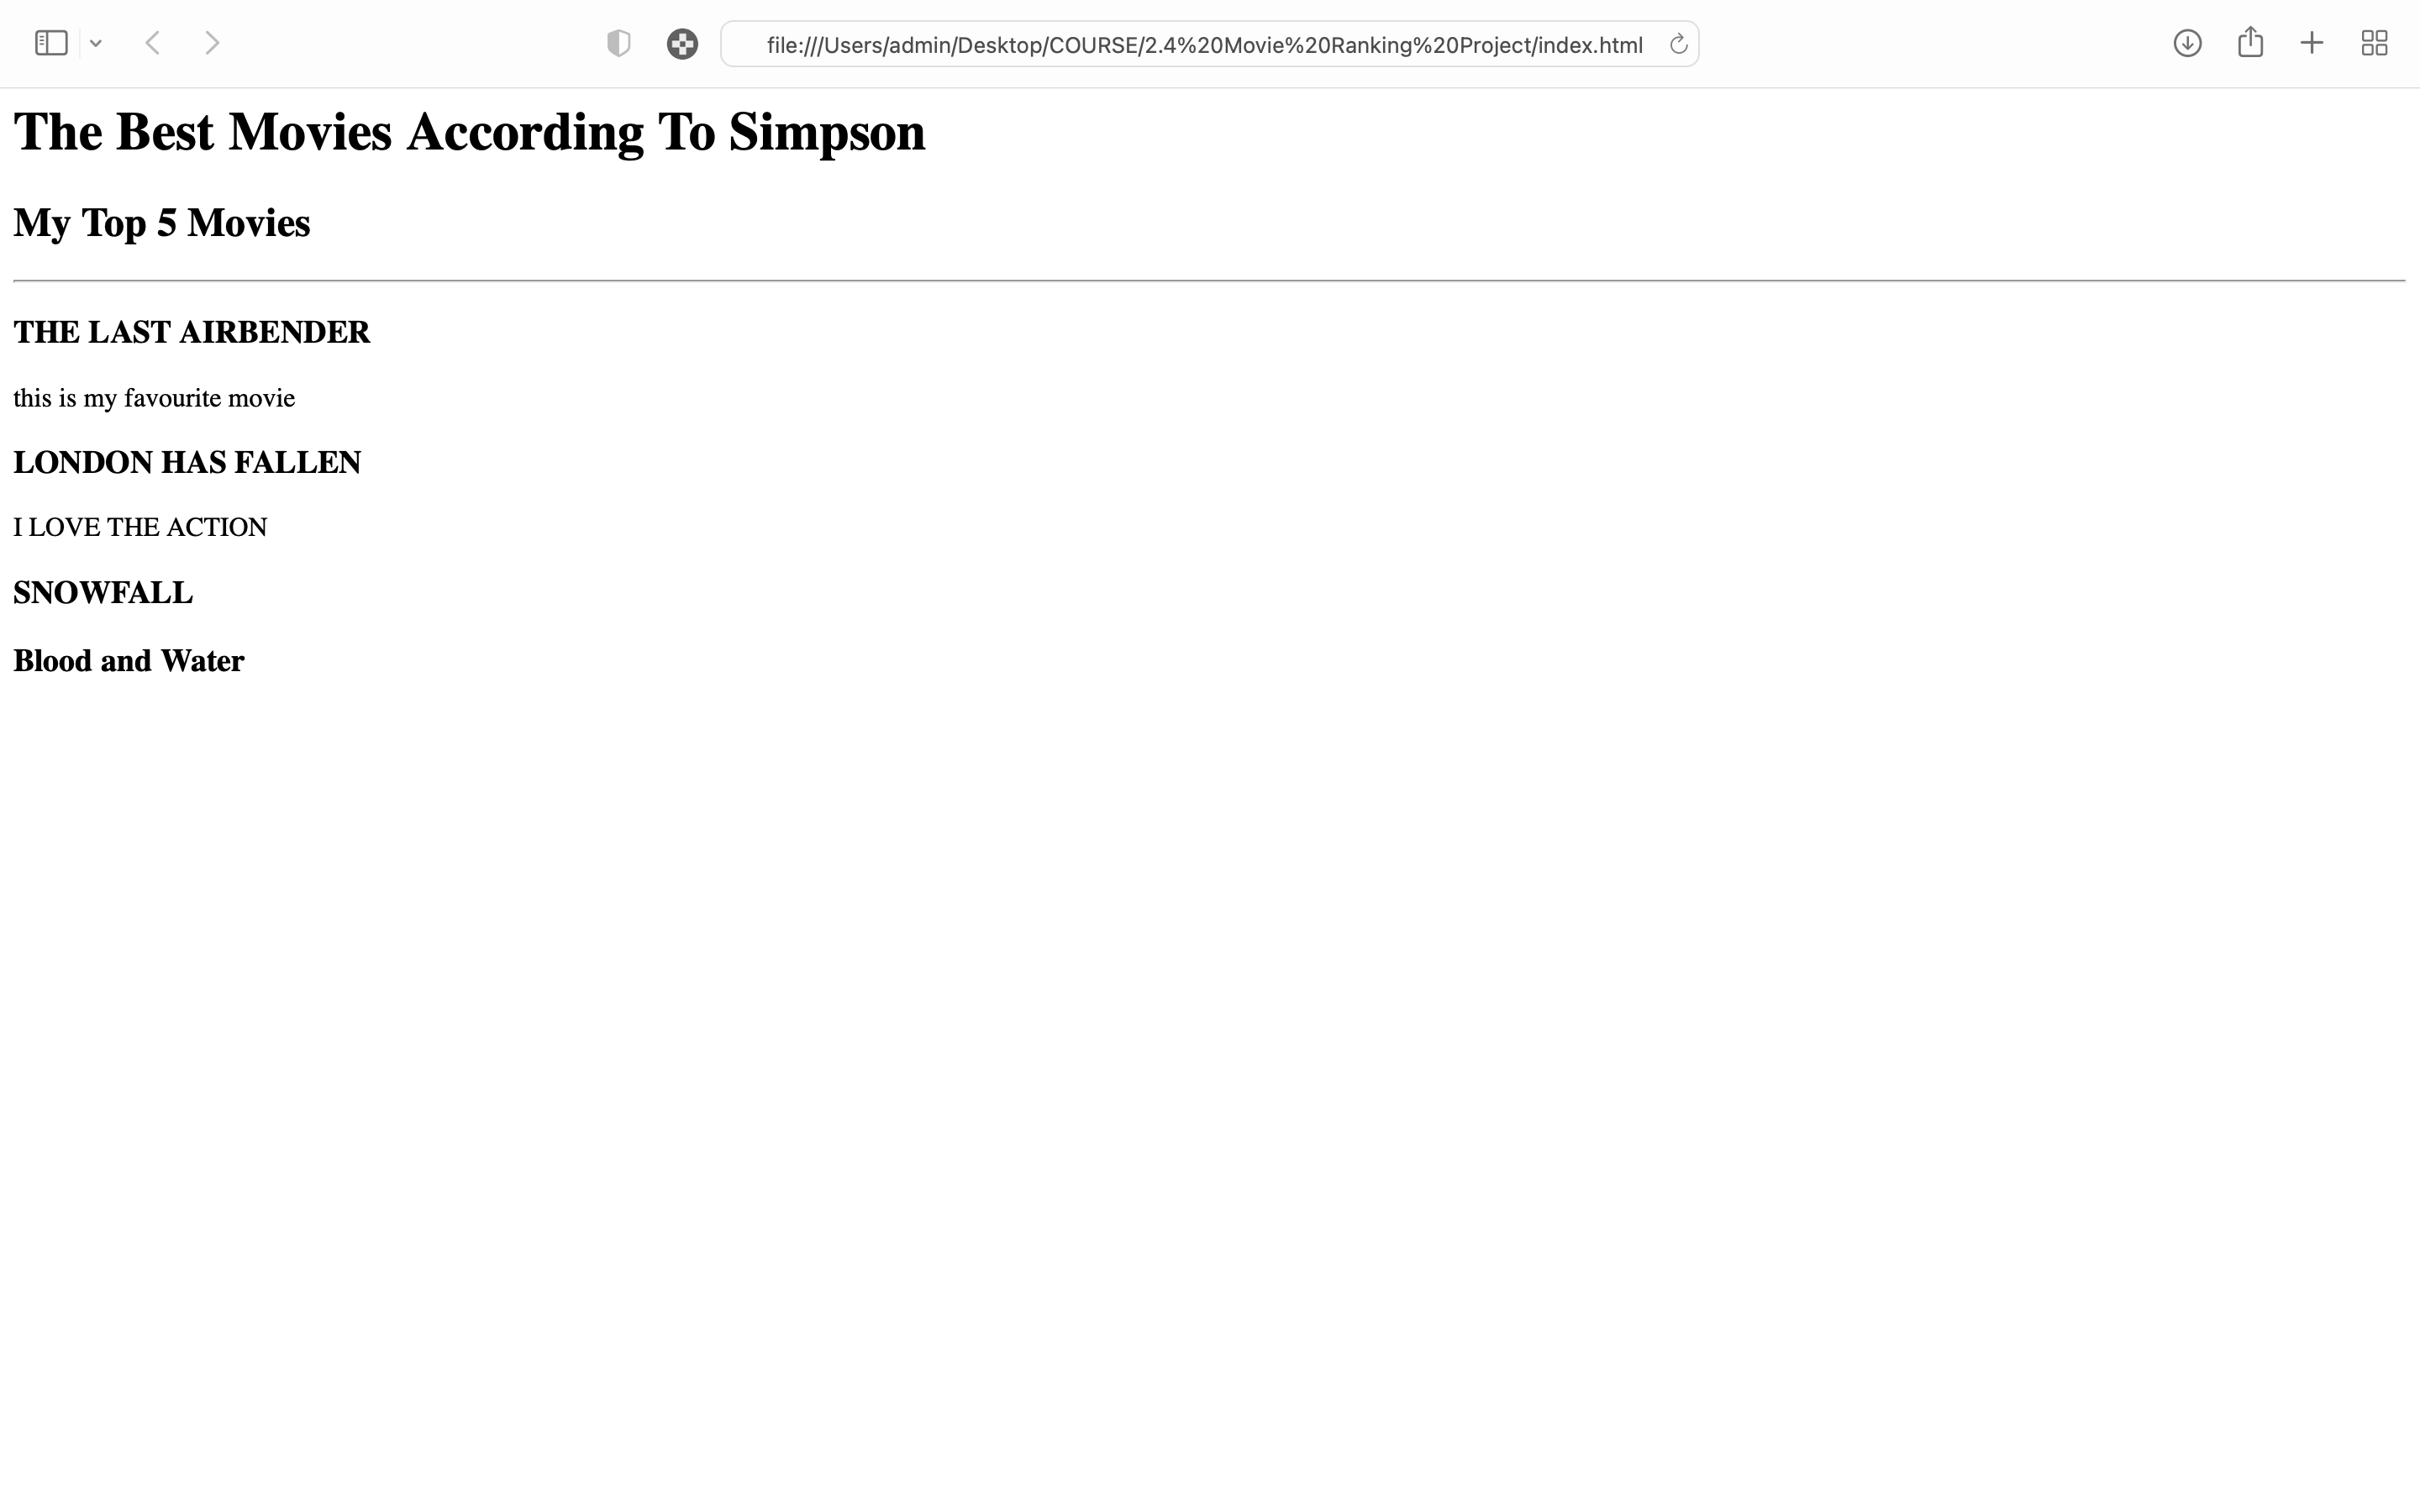 file:///Users/admin/Desktop/COURSE/2.4%20Movie%20Ranking%20Project/index.html
The Best Movies According To Simpson
My Top 5 Movies
THE LAST AIRBENDER
this is my favourite movie
LONDON HAS FALLEN
I LOVE THE ACTION
SNOWFALL
Blood and Water